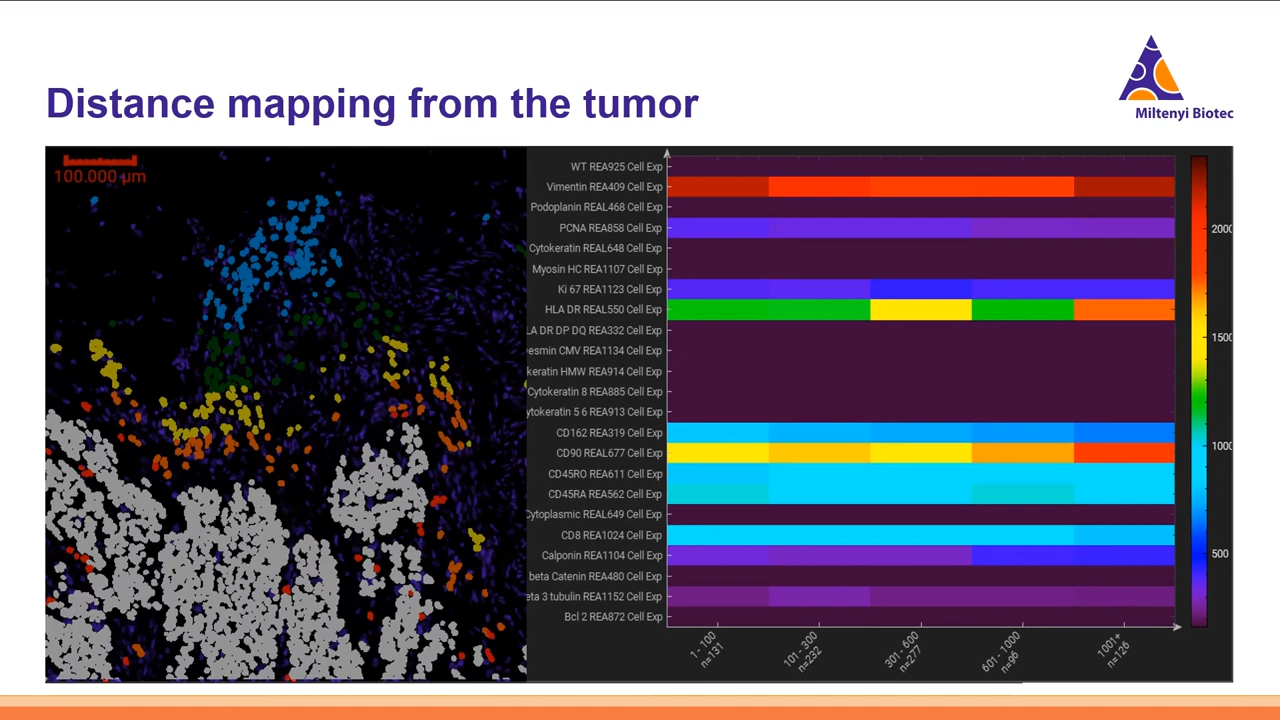 Distance mapping from the tumor
Miltenyi Biotec
100.000 µm
WT REA925 Cell Exp
Vimentin REA409 Cell Exp
Podoplanin REAL468 Cell Exp
PCNA REA858 Cell Exp
Cytokeratin REAL648 Cell Exp
Myosin HC REA1107 Cell Exp
Ki 67 REA1123 Cell Exp
HLA DR REAL550 Cell Exp
LA DR DP DQ REA332 Cell Exp
esmin CMV REA1134 Cell Exp
keratin HMW REA914 Cell Exp
Cytokeratin 8 REA885 Cell Exp
ytokeratin 5 6 REA913 Cell Exp
CD162 REA319 Cell Exp
CD90 REAL677 Cell Exp
CD45RO REA611 Cell Exp
CD45RA REA562 Cell Exp
Cytoplasmic REAL649 Cell Exp
CD8 REA1024 Cell Exp
Calponin REA1104 Cell Exp
beta Catenin REA480 Cell Exp
eta 3 tubulin REA1152 Cell Exp
Bcl 2 REA872 Cell Exp
1 - 100
n=131
101 - 300
n=232
301 - 600
n=277
601 - 1000
n=96
1001+
n=126
2000
1500
1000
500